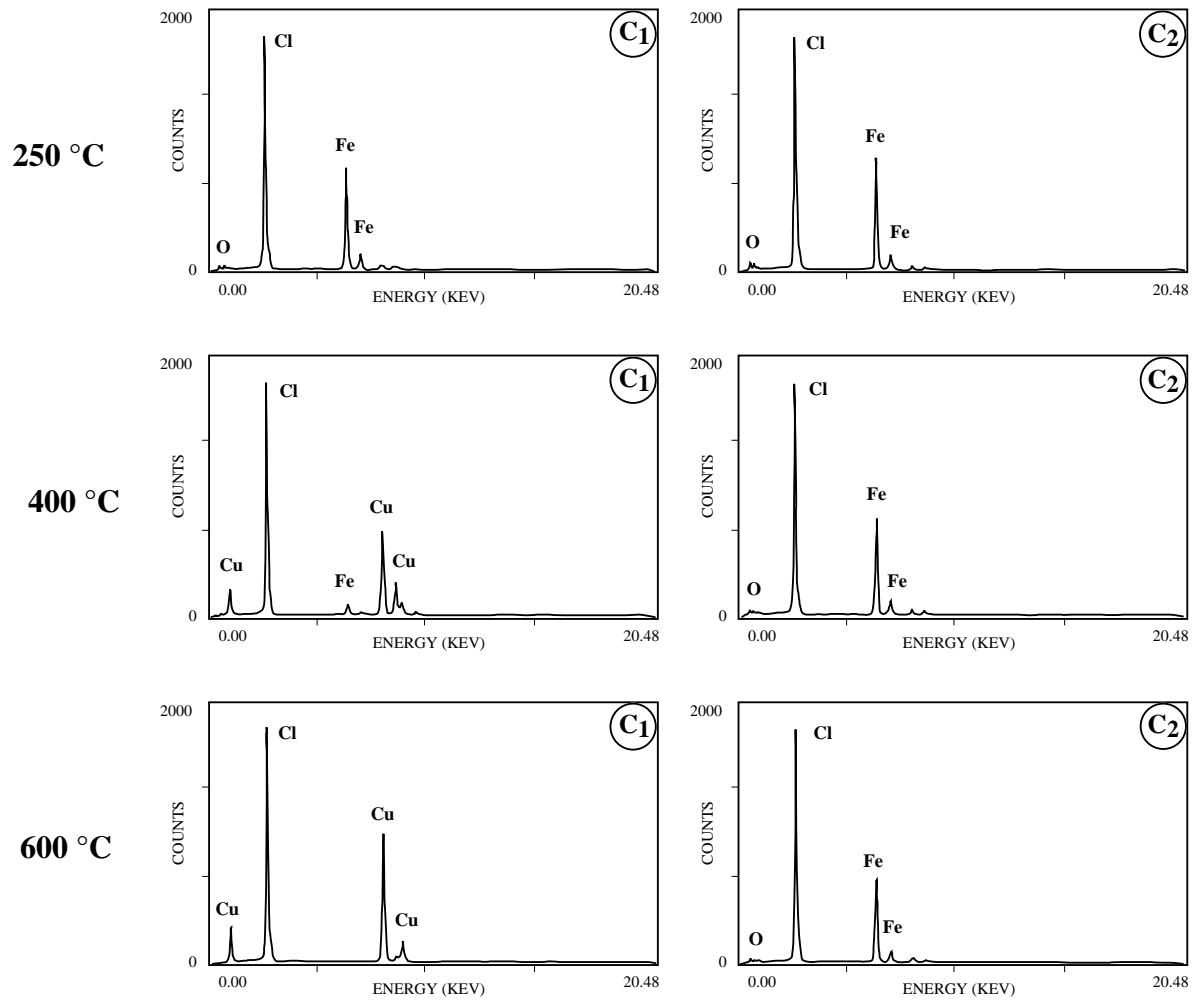 250 °C
2000
C1
Cl
COUNTS
Fe
Fe
O
0
0.00
ENERGY (KEV)
20.48
2000
C2
Cl
COUNTS
Fe
Fe
O
0
0.00
ENERGY (KEV)
20.48
400 °C
2000
C1
Cl
COUNTS
Cu
Cu
Cu
Fe
0
0.00
ENERGY (KEV)
20.48
2000
C2
Cl
COUNTS
Fe
Fe
O
0
0.00
ENERGY (KEV)
20.48
600 °C
2000
C1
Cl
COUNTS
Cu
Cu
Cu
0
0.00
ENERGY (KEV)
20.48
2000
C2
Cl
COUNTS
Fe
Fe
O
0
0.00
ENERGY (KEV)
20.48